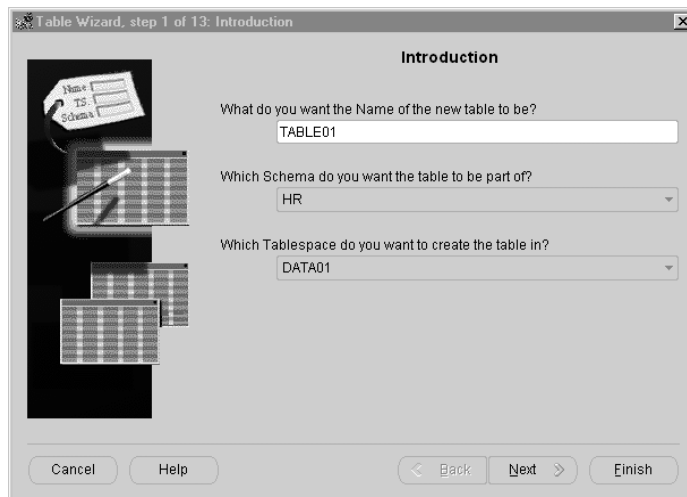 Table Wizard, step 1 of 13: Introduction
Introduction
Name
T.S.
Schema
What do you want the Name of the new table to be?
TABLE01
Which Schema do you want the table to be part of?
HR
Which Tablespace do you want to create the table in?
DATA01
Cancel
Help
Back
Next
Finish